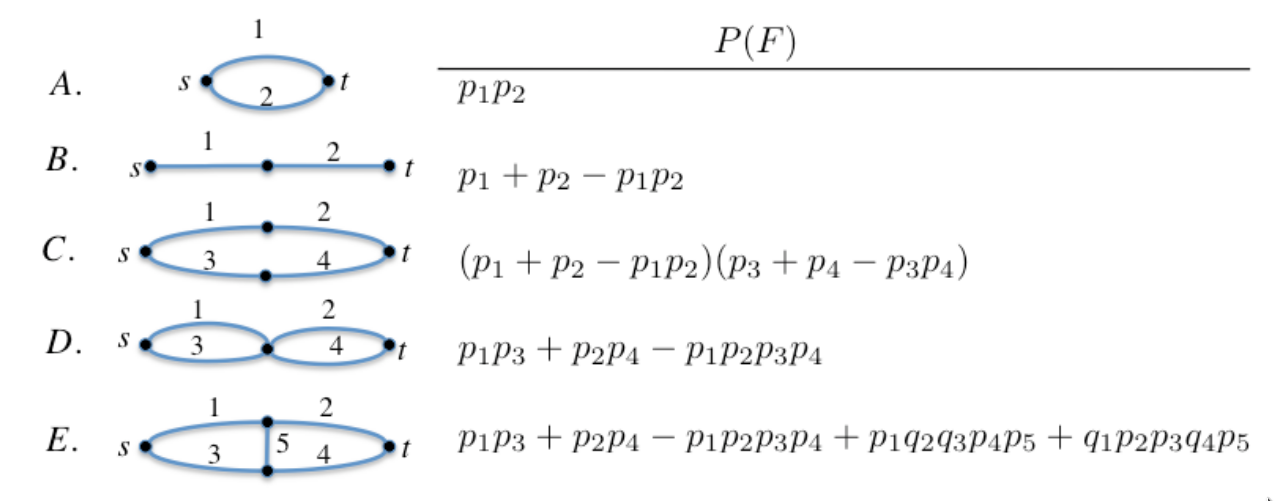 P(F)
1
A. s 2 t p₁p₂
1 2
B. s t p₁ + p₂ − p₁p₂
1 2
C. s 3 4 t (p₁ + p₂ − p₁p₂)(p₃ + p₄ − p₃p₄)
1 2
D. s 3 4 t p₁p₃ + p₂p₄ − p₁p₂p₃p₄
1 2
E. s 3 5 4 t p₁p₃ + p₂p₄ − p₁p₂p₃p₄ + p₁q₂q₃p₄p₅ + q₁p₂p₃q₄p₅